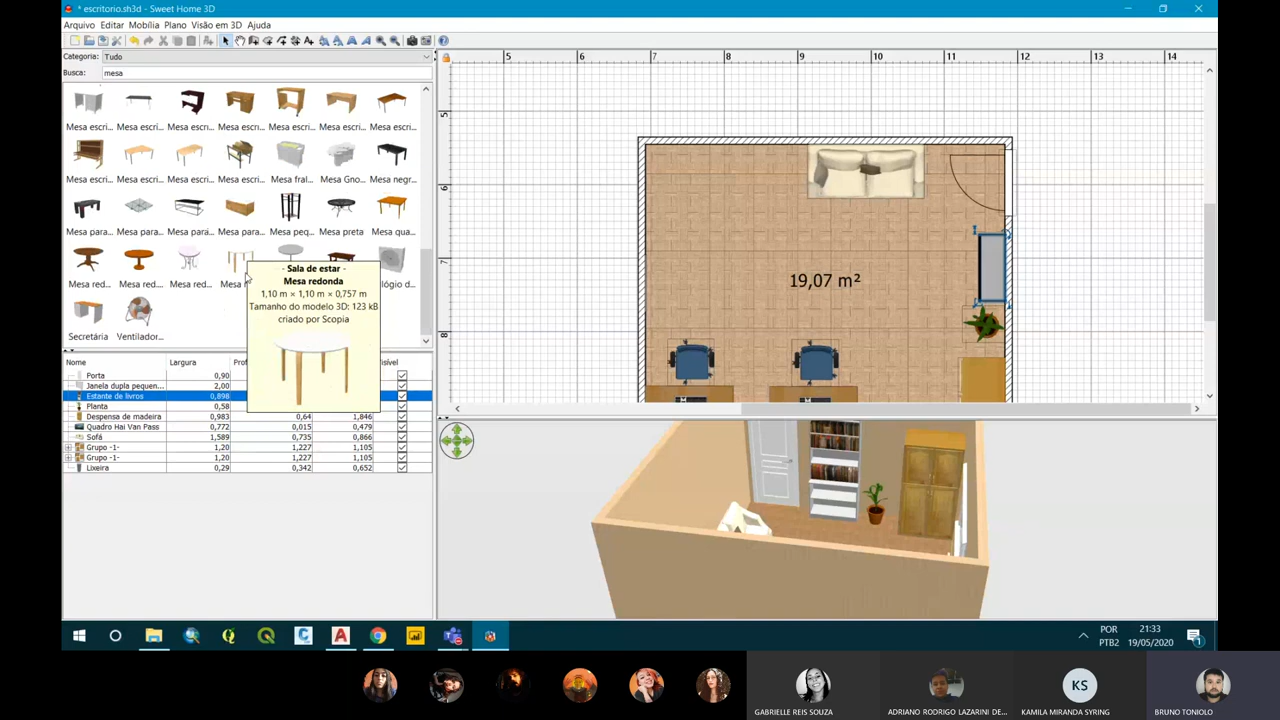 * escritorio.sh3d - Sweet Home 3D
Arquivo Editar Mobília Plano Visão em 3D Ajuda
Categoria: Tudo
Busca: mesa
5 6 7 8 9 10 11 12 13 14
Mesa escri... Mesa escri... Mesa escri... Mesa escri... Mesa escri... Mesa escri... Mesa escri...
Mesa escri... Mesa escri... Mesa escri... Mesa escri... Mesa fral... Mesa Gno... Mesa negr...
Mesa para... Mesa para... Mesa para... Mesa para... Mesa peq... Mesa preta Mesa qua...
Mesa red... Mesa red... Mesa red... Mesa
Secretária Ventilador...
- Sala de estar -
Mesa redonda
1,10 m × 1,10 m × 0,757 m
Tamanho do modelo 3D: 123 kB
criado por Scopia
5
6
8
19,07 m²
Nome Largura
Porta 0,90
Janela dupla pequen... 2,00
Estante de livros 0,898
Planta 0,58
Despensa de madeira 0,983 0,64 1,846
Quadro Hai Van Pass 0,772 0,015 0,479
Sofá 1,589 0,735 0,866
Grupo -1- 1,20 1,227 1,105
Grupo -1- 1,20 1,227 1,105
Lixeira 0,29 0,342 0,652
POR
PTB2
21:33
19/05/2020
1
KS
GABRIELLE REIS SOUZA
ADRIANO RODRIGO LAZARINI DE...
KAMILA MIRANDA SYRING
BRUNO TONIOLO